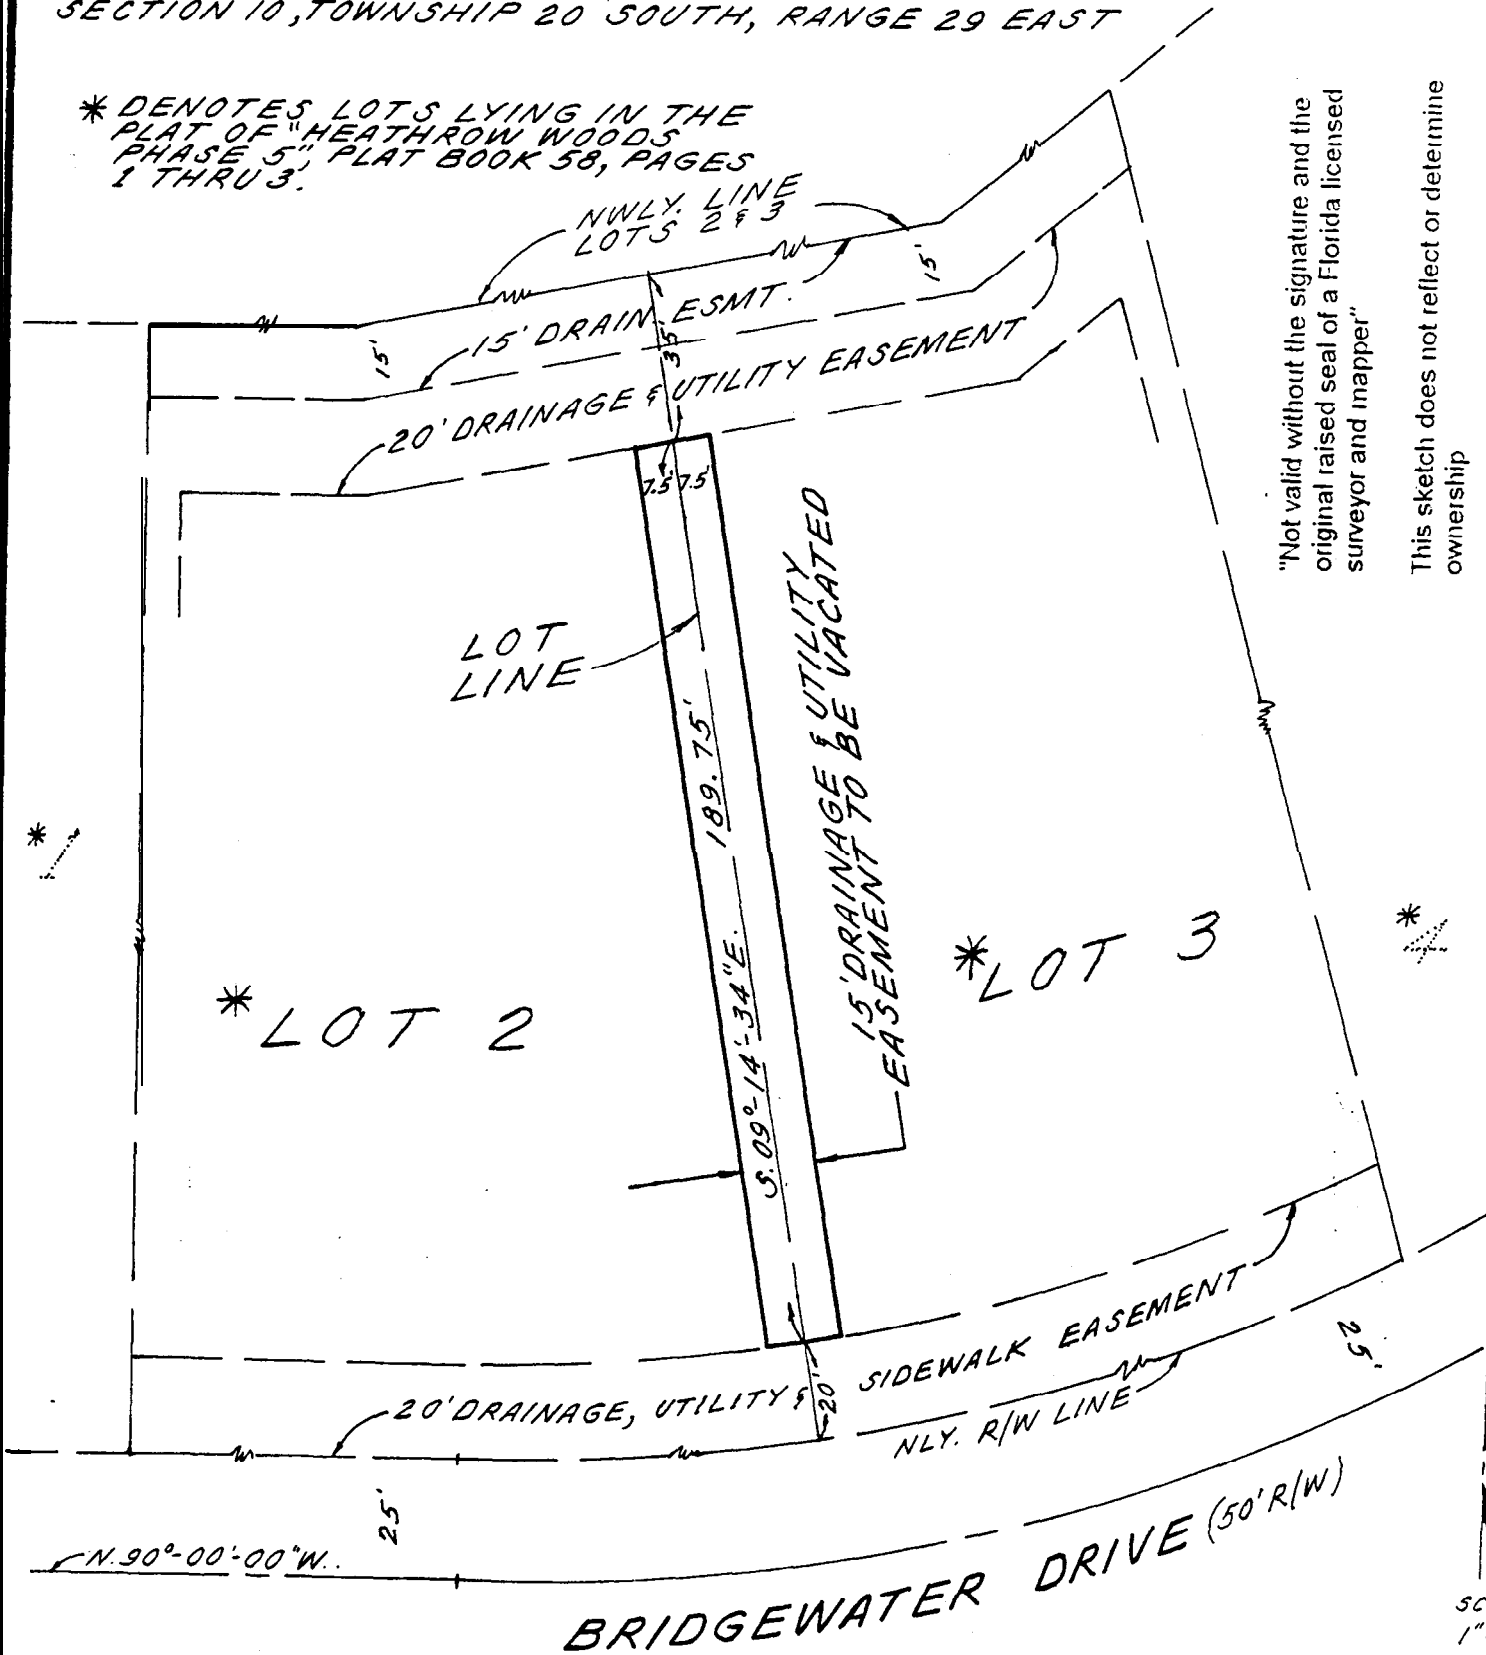 SECTION 10, TOWNSHIP 20 SOUTH, RANGE 29 EAST
* DENOTES LOTS LYING IN THE
PLAT OF "HEATHROW WOODS
PHASE 5", PLAT BOOK 58, PAGES
1 THRU 3.
NWLY. LINE
LOTS 2 & 3
15'
15' DRAIN. ESMT.
15'
35'
20' DRAINAGE & UTILITY EASEMENT
7.5' 7.5'
LOT
LINE
189.75'
S.09°-14'-34"E.
15' DRAINAGE & UTILITY
EASEMENT TO BE VACATED
*1
*LOT 2
*LOT 3
*4
"Not valid without the signature and the
original raised seal of a Florida licensed
surveyor and mapper"
This sketch does not reflect or determine
ownership
20' DRAINAGE, UTILITY & SIDEWALK EASEMENT
20'
NLY. R/W LINE
25'
25'
N.90°-00'-00"W.
BRIDGEWATER DRIVE (50' R/W)
SC
1"